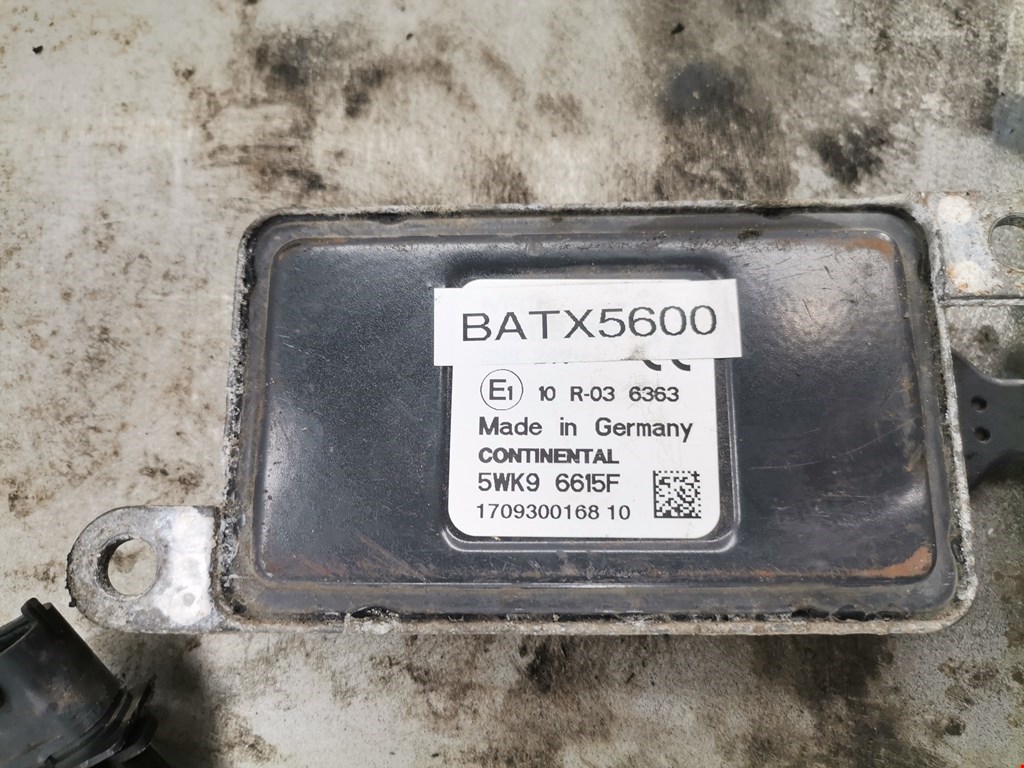 BATX5600
E1 10 R-03 6363
Made in Germany
CONTINENTAL
5WK9 6615F
1709300168 10